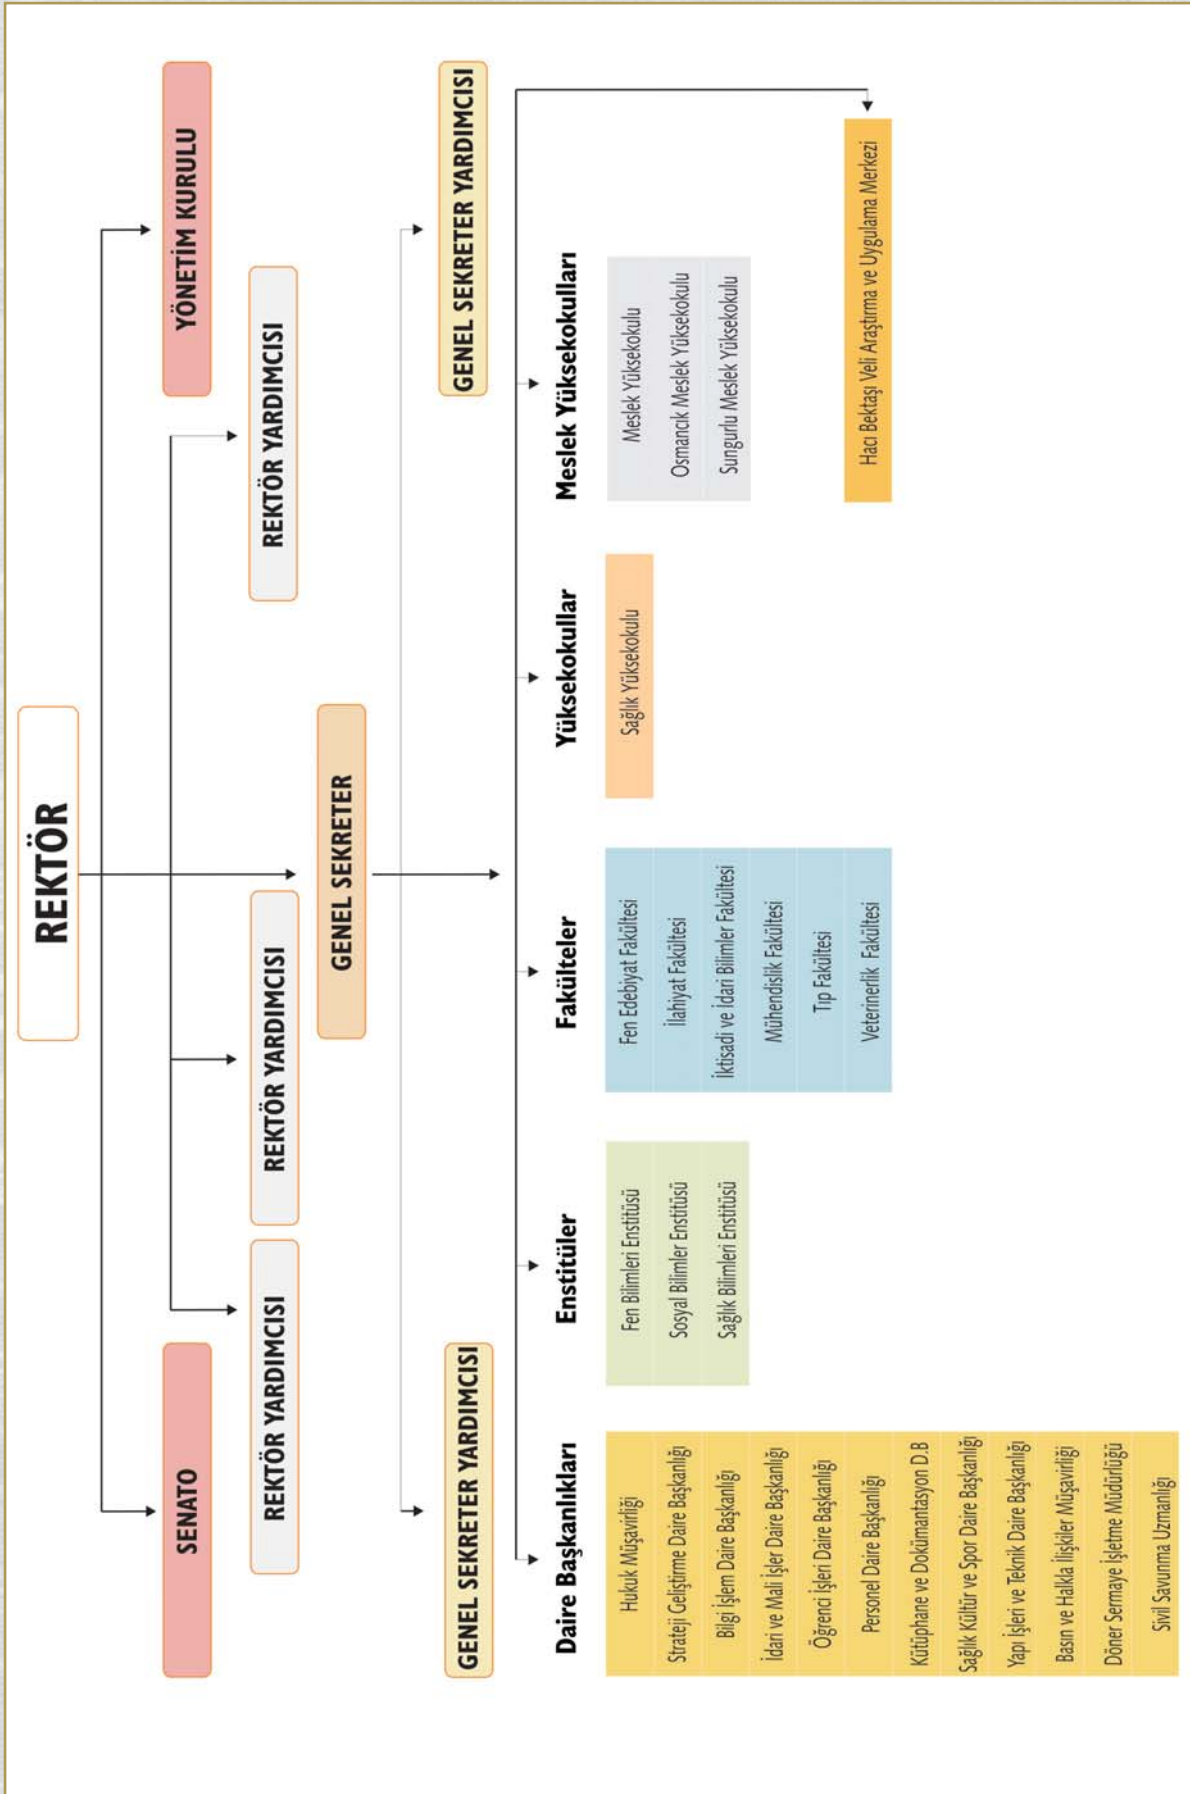 REKTÖR
SENATO
YÖNETİM KURULU
REKTÖR YARDIMCISI
REKTÖR YARDIMCISI
REKTÖR YARDIMCISI
GENEL SEKRETER
GENEL SEKRETER YARDIMCISI
GENEL SEKRETER YARDIMCISI
Daire Başkanlıkları
Hukuk Müşavirliği
Strateji Geliştirme Daire Başkanlığı
Bilgi İşlem Daire Başkanlığı
İdari ve Mali İşler Daire Başkanlığı
Öğrenci İşleri Daire Başkanlığı
Personel Daire Başkanlığı
Kütüphane ve Dokümantasyon D.B
Sağlık Kültür ve Spor Daire Başkanlığı
Yapı İşleri ve Teknik Daire Başkanlığı
Basın ve Halkla İlişkiler Müşavirliği
Döner Sermaye İşletme Müdürlüğü
Sivil Savunma Uzmanlığı
Enstitüler
Fen Bilimleri Enstitüsü
Sosyal Bilimler Enstitüsü
Sağlık Bilimleri Enstitüsü
Fakülteler
Fen Edebiyat Fakültesi
İlahiyat Fakültesi
İktisadi ve İdari Bilimler Fakültesi
Mühendislik Fakültesi
Tıp Fakültesi
Veterinerlik Fakültesi
Yüksekokullar
Sağlık Yüksekokulu
Meslek Yüksekokulları
Meslek Yüksekokulu
Osmancık Meslek Yüksekokulu
Sungurlu Meslek Yüksekokulu
Hacı Bektaşı Veli Araştırma ve Uygulama Merkezi